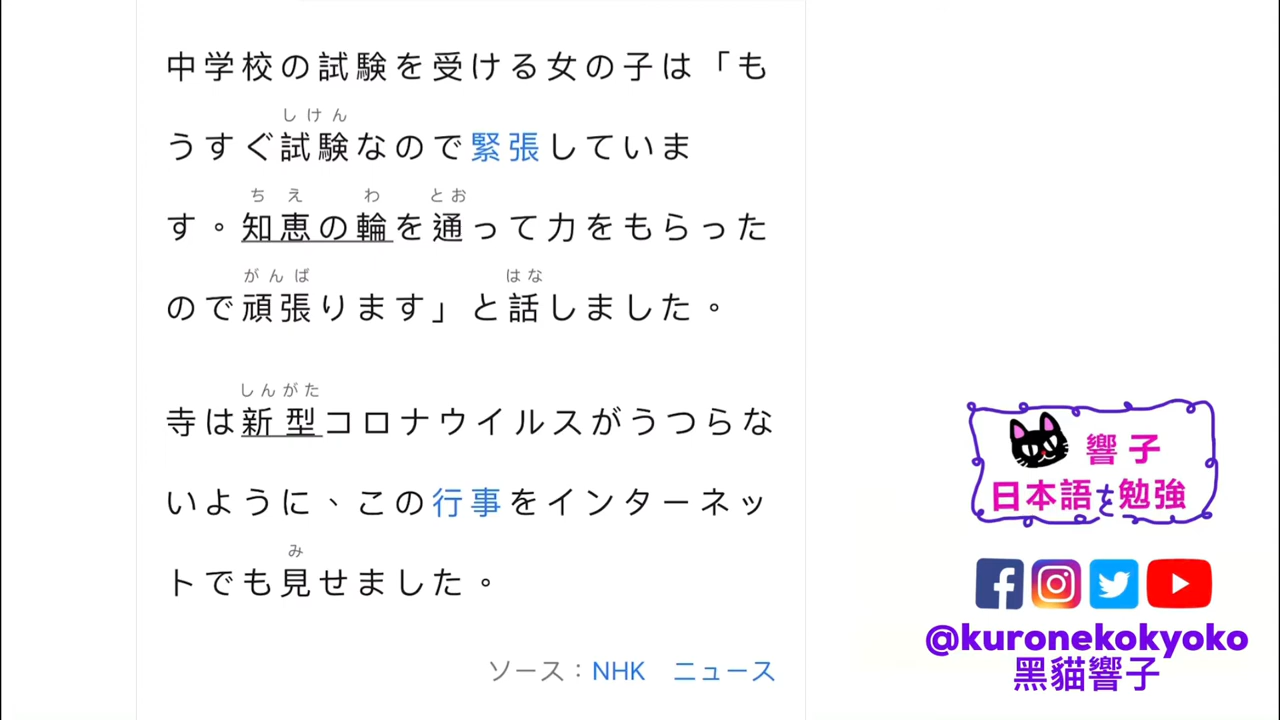 中学校の試験を受ける女の子は「も
しけん
うすぐ試験なので緊張していま
ちえ わ とお
す。知恵の輪を通って力をもらった
がんば はな
ので頑張ります」と話しました。
しんがた
寺は新型コロナウイルスがうつらな
いように、この行事をインターネッ
み
トでも見せました。
ソース：NHK ニュース
響子
日本語を勉強
@kuronekokyoko
黑貓響子